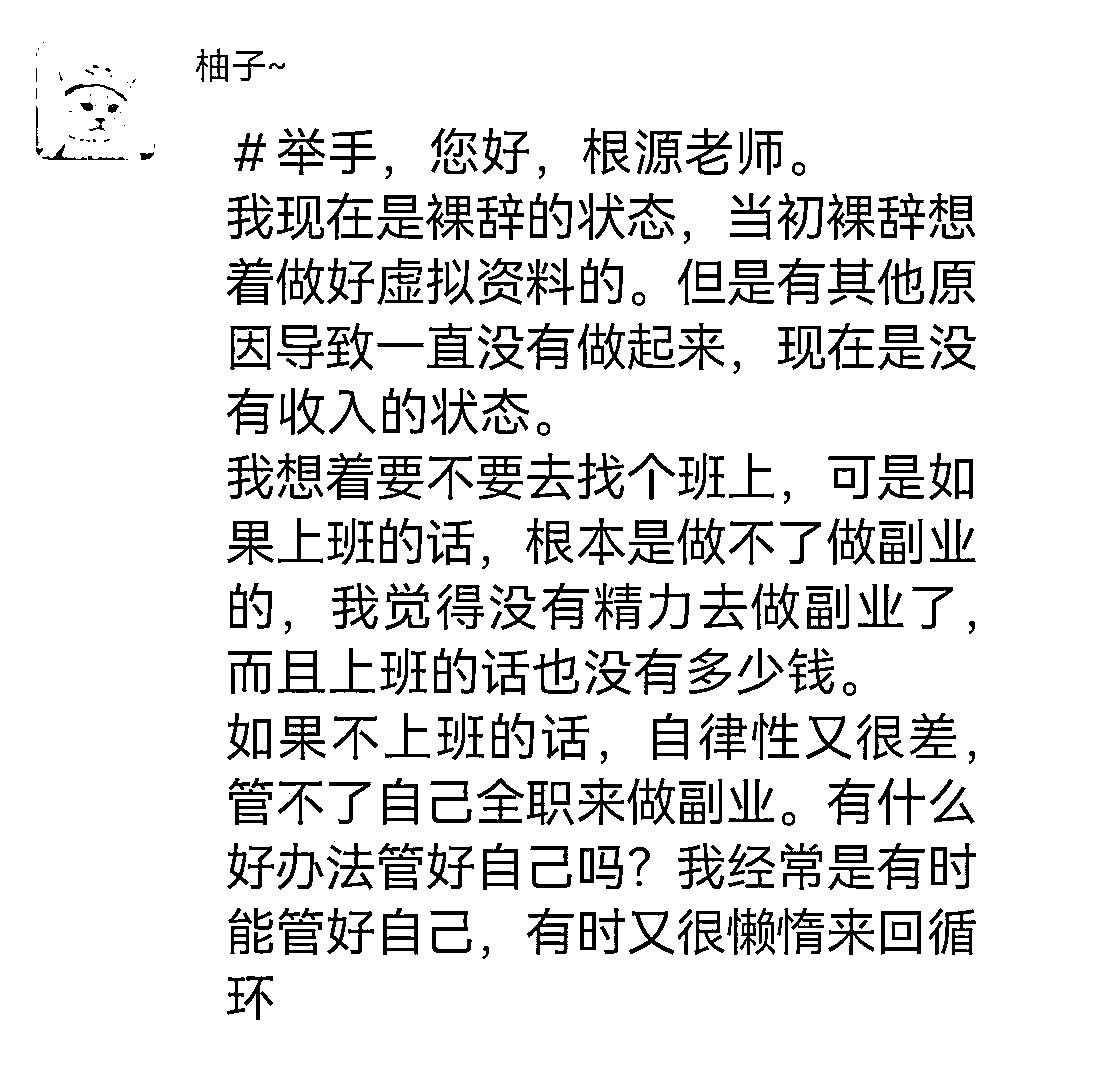 柚子~
#举手，您好，根源老师。
我现在是裸辞的状态，当初裸辞想
着做好虚拟资料的。但是有其他原
因导致一直没有做起来，现在是没
有收入的状态。
我想着要不要去找个班上，可是如
果上班的话，根本是做不了做副业
的，我觉得没有精力去做副业了，
而且上班的话也没有多少钱。
如果不上班的话，自律性又很差，
管不了自己全职来做副业。有什么
好办法管好自己吗？我经常是有时
能管好自己，有时又很懒惰来回循
环